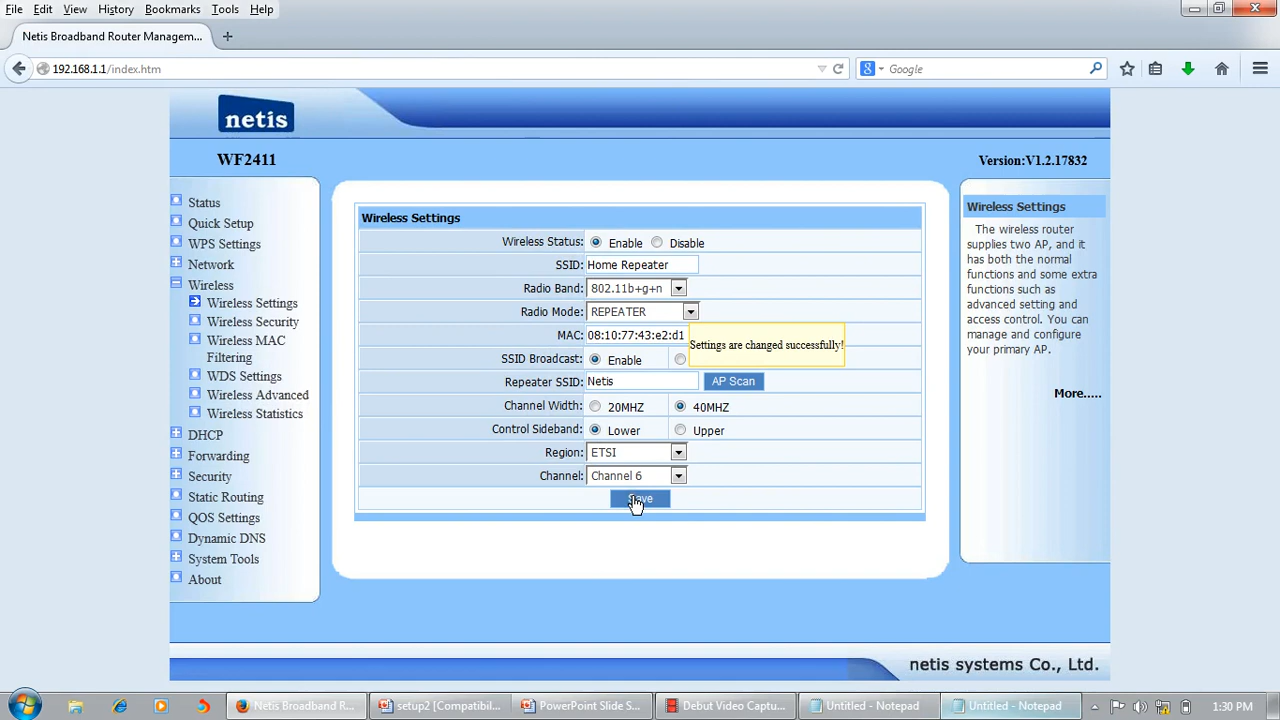 File Edit View History Bookmarks Tools Help
Netis Broadband Router Managem...
192.168.1.1/index.htm
Google
netis
WF2411
Version:V1.2.17832
Status
Quick Setup
WPS Settings
Network
Wireless
Wireless Settings
Wireless Security
Wireless MAC
Filtering
WDS Settings
Wireless Advanced
Wireless Statistics
DHCP
Forwarding
Security
Static Routing
QOS Settings
Dynamic DNS
System Tools
About
Wireless Settings
Wireless Status: Enable Disable
SSID: Home Repeater
Radio Band: 802.11b+g+n
Radio Mode: REPEATER
MAC: 08:10:77:43:e2:d1
Settings are changed successfully!
SSID Broadcast: Enable
Repeater SSID: Netis AP Scan
Channel Width: 20MHZ 40MHZ
Control Sideband: Lower Upper
Region: ETSI
Channel: Channel 6
Save
Wireless Settings
The wireless router
supplies two AP, and it
has both the normal
functions and some extra
functions such as
advanced setting and
access control. You can
manage and configure
your primary AP.
More.....
netis systems Co., Ltd.
Netis Broadband R... setup2 [Compatibil... PowerPoint Slide S... Debut Video Captu... Untitled - Notepad Untitled - Notepad 1:30 PM